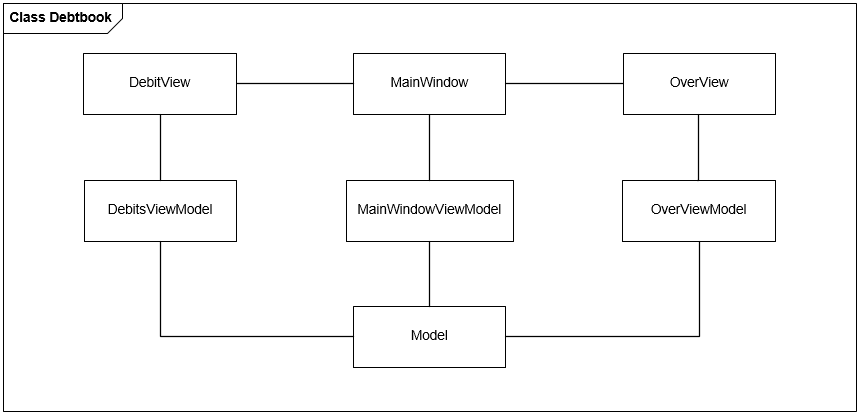 Class Debtbook
DebitView
MainWindow
OverView
DebitsViewModel
MainWindowViewModel
OverViewModel
Model